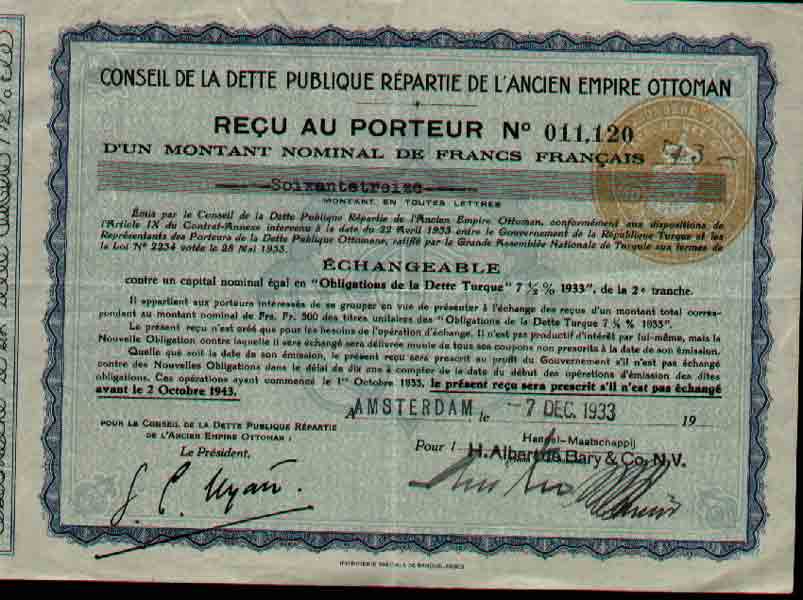 CONSEIL DE LA DETTE PUBLIQUE RÉPARTIE DE L'ANCIEN EMPIRE OTTOMAN
REÇU AU PORTEUR Nº 011,120
D'UN MONTANT NOMINAL DE FRANCS FRANÇAIS 73 -
Soixantetreize
MONTANT EN TOUTES LETTRES
Émis par le Conseil de la Dette Publique Répartie de l'Ancien Empire Ottoman, conformément aux dispositions de
l'Article IX du Contrat-Annexe intervenu à la date du 22 Avril 1933 entre le Gouvernement de la République Turque et les
Représentants des Porteurs de la Dette Publique Ottomane, ratifié par la Grande Assemblée Nationale de Turquie aux termes de
la Loi Nº 2234 votée le 28 Mai 1933.
ÉCHANGEABLE
contre un capital nominal égal en "Obligations de la Dette Turque" 7 ½ % 1933", de la 2e tranche.
Il appartient aux porteurs intéressés de se grouper en vue de présenter à l'échange des reçus d'un montant total corres-
pondant au montant nominal de Frs. Fr. 500 des titres unitaires des "Obligations de la Dette Turque 7 ½ % 1933".
Le présent reçu n'est créé que pour les besoins de l'opération d'échange. Il n'est pas productif d'intérêt par lui-même, mais la
Nouvelle Obligation contre laquelle il sera échangé sera délivrée munie de tous ses coupons non prescrits à la date de son émission.
Quelle que soit la date de son émission, le présent reçu sera prescrit au profit du Gouvernement s'il n'est pas échangé
contre des Nouvelles Obligations dans le délai de dix ans à compter de la date du début des opérations d'émission des dites
obligations. Ces opérations ayant commencé le 1er Octobre 1933, le présent reçu sera prescrit s'il n'est pas échangé
avant le 2 Octobre 1943.
A AMSTERDAM, le -7 DEC. 1933 19
POUR LE CONSEIL DE LA DETTE PUBLIQUE RÉPARTIE
DE L'ANCIEN EMPIRE OTTOMAN :
Le Président,
Handel-Maatschappij
Pour H. Albert de Bary & Co. N.V.